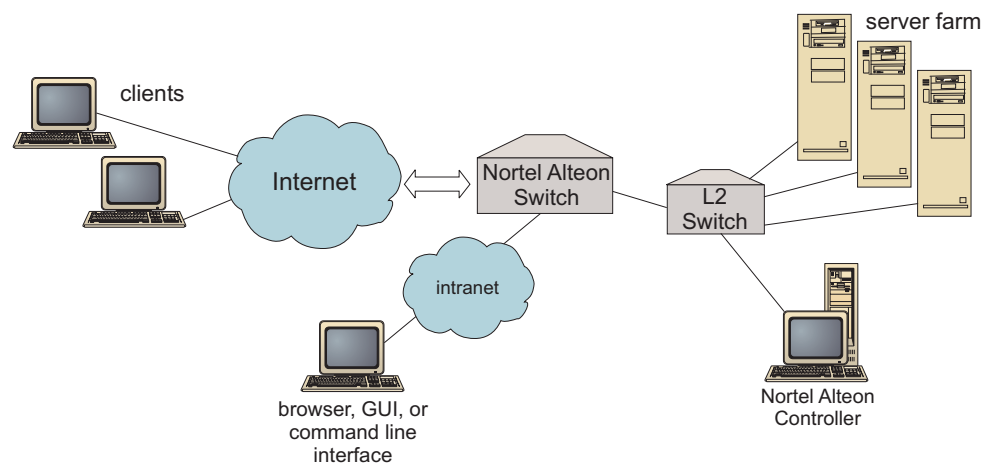 server farm
clients
Internet
Nortel Alteon
Switch
L2
Switch
intranet
browser, GUI, or
command line
interface
Nortel Alteon
Controller